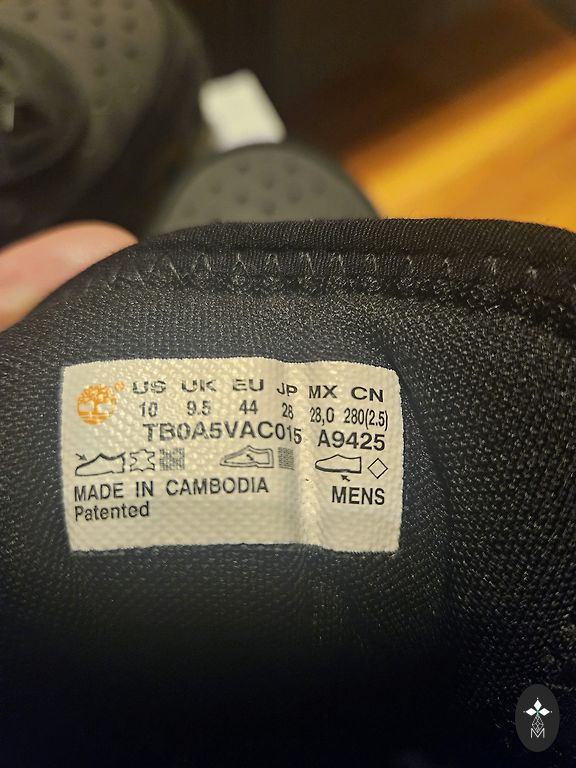 US UK EU JP MX CN
10 9.5 44 28 28,0 280(2.5)
TB0A5VAC015 A9425
MADE IN CAMBODIA MENS
Patented
M